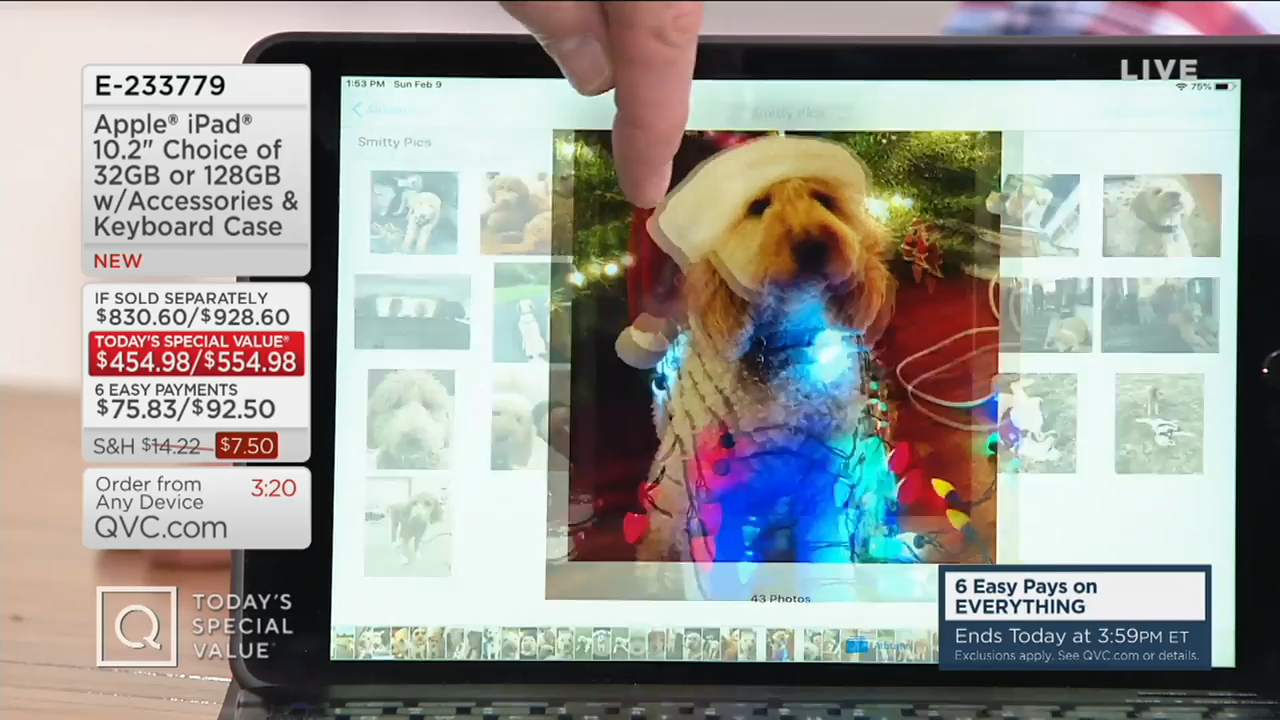 E-233779
Apple® iPad®
10.2" Choice of
32GB or 128GB
w/Accessories &
Keyboard Case
NEW
IF SOLD SEPARATELY
$830.60/$928.60
TODAY'S SPECIAL VALUE®
$454.98/$554.98
6 EASY PAYMENTS
$75.83/$92.50
S&H $14.22 $7.50
Order from
Any Device
3:20
QVC.com
Q
TODAY'S
SPECIAL
VALUE®
LIVE
1:53 PM Sun Feb 9
75%
Smitty Pics
Smitty Pics
43 Photos
6 Easy Pays on
EVERYTHING
Ends Today at 3:59PM ET
Exclusions apply. See QVC.com or details.